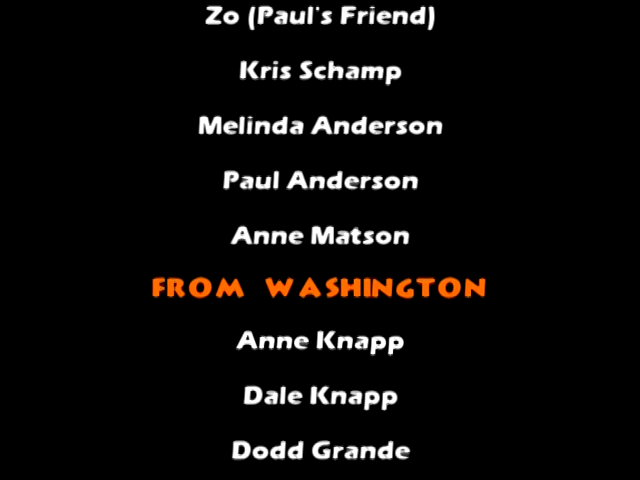 Zo (Paul's Friend)
Kris Schamp
Melinda Anderson
Paul Anderson
Anne Matson
FROM WASHINGTON
Anne Knapp
Dale Knapp
Dodd Grande